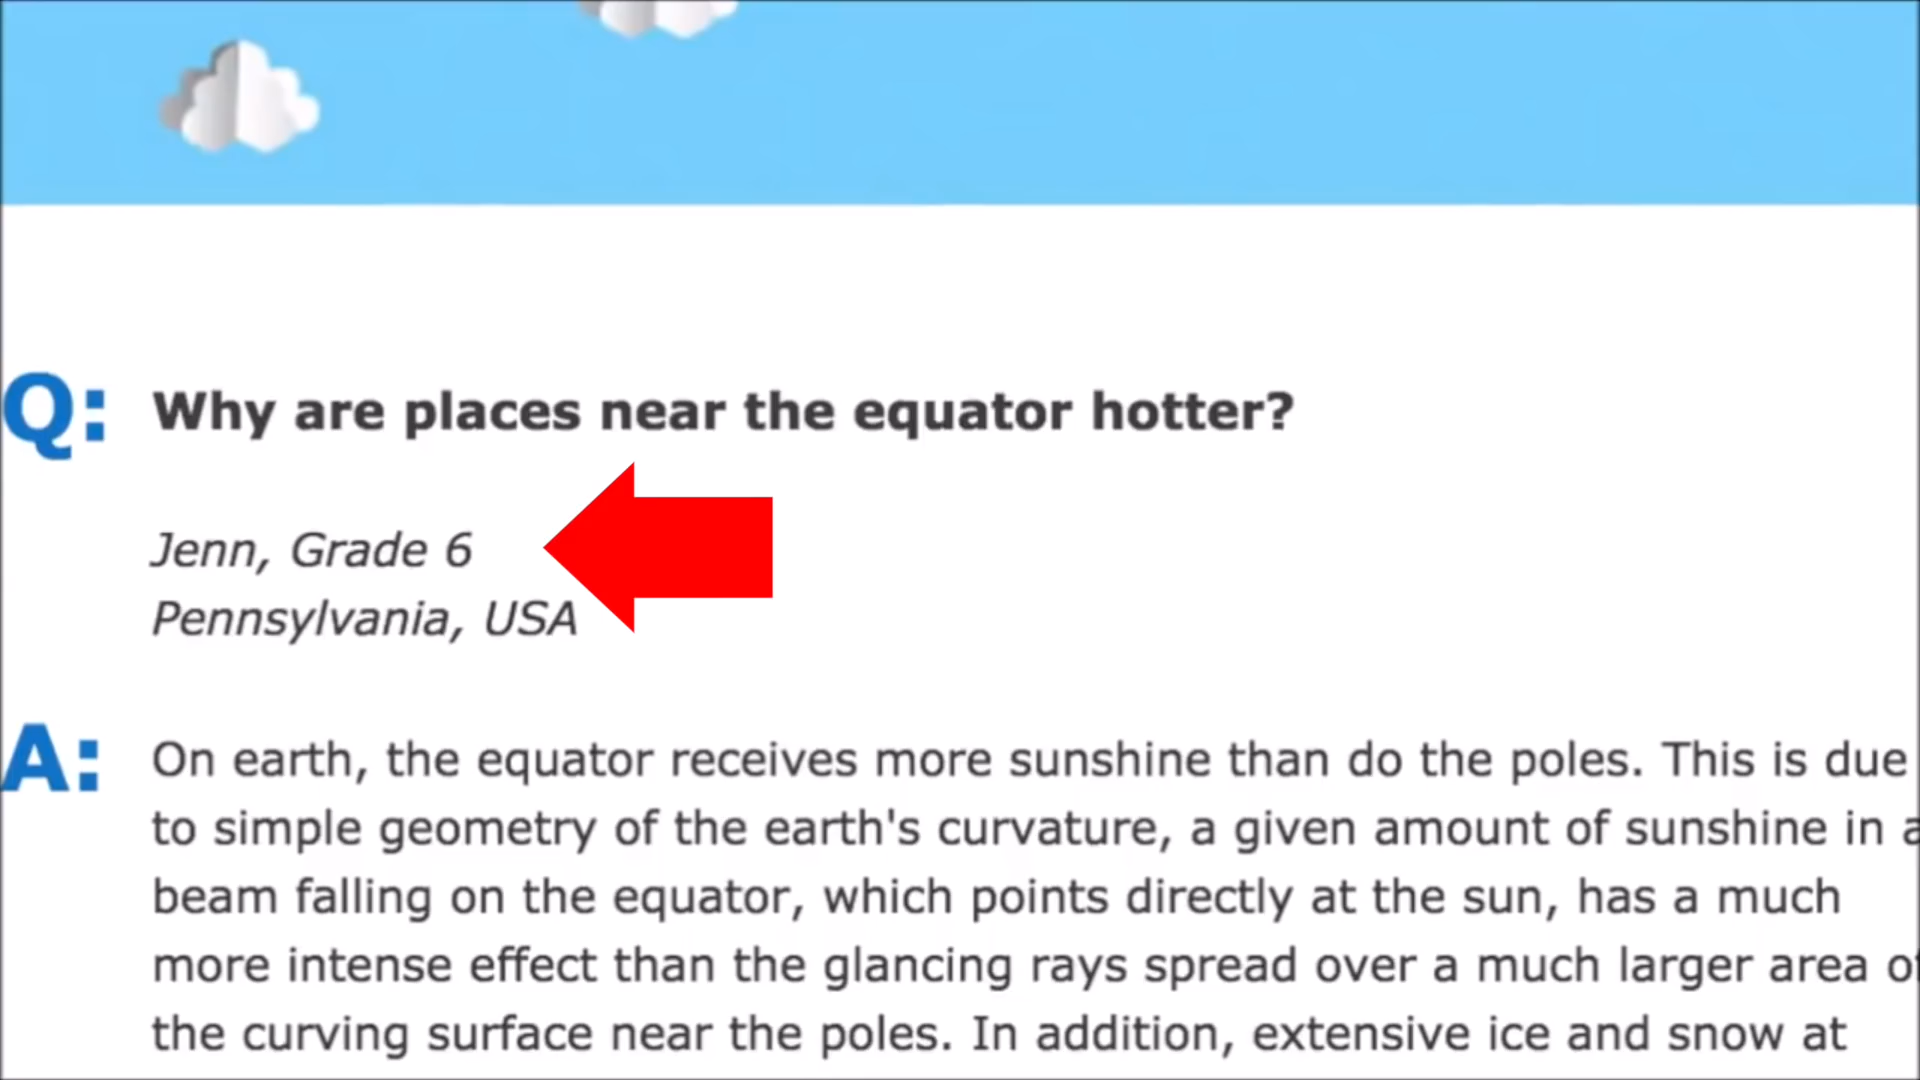 Q: Why are places near the equator hotter?
Jenn, Grade 6
Pennsylvania, USA
A: On earth, the equator receives more sunshine than do the poles. This is due
to simple geometry of the earth's curvature, a given amount of sunshine in a
beam falling on the equator, which points directly at the sun, has a much
more intense effect than the glancing rays spread over a much larger area of
the curving surface near the poles. In addition, extensive ice and snow at